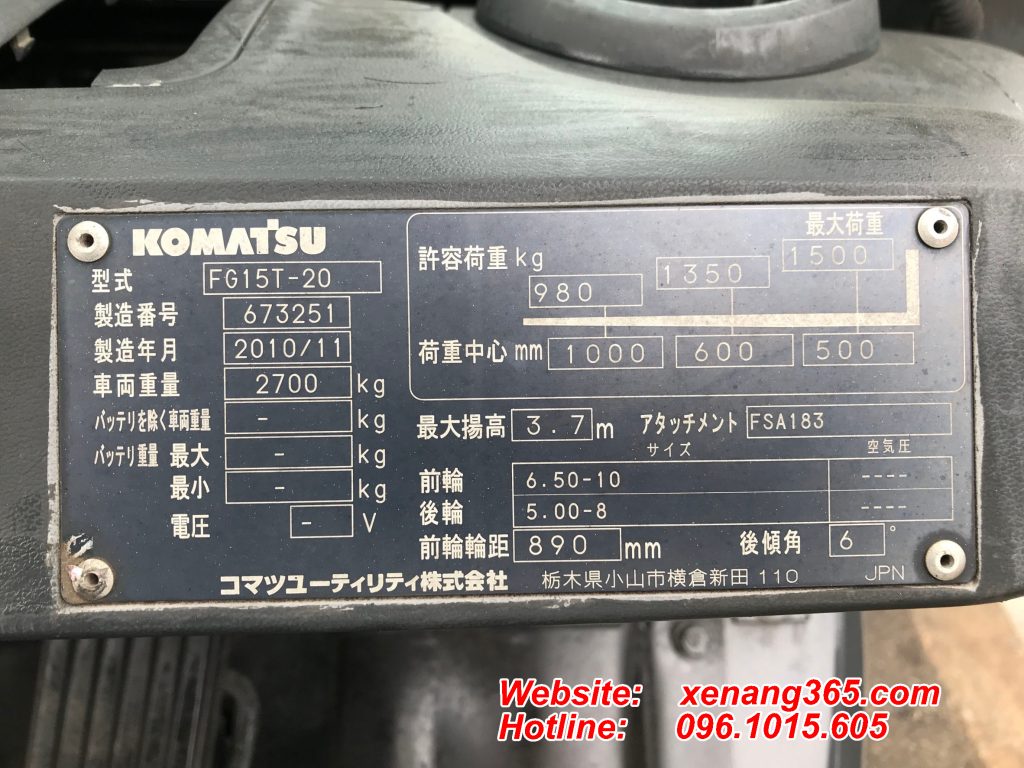 KOMATSU
型式 FG15T-20
製造番号 673251
製造年月 2010/11
車両重量 2700 kg
バッテリを除く車両重量 - kg
バッテリ重量 最大 - kg
最小 - kg
電圧 - V
最大荷重
許容荷重 kg 980 1350 1500
荷重中心 mm 1000 600 500
最大揚高 3.7 m アタッチメント FSA183
サイズ 空気圧
前輪 6.50-10 ----
後輪 5.00-8 ----
前輪輪距 890 mm 後傾角 6 °
コマツユーティリティ株式会社 栃木県小山市横倉新田 110 JPN
Website: xenang365.com
Hotline: 096.1015.605